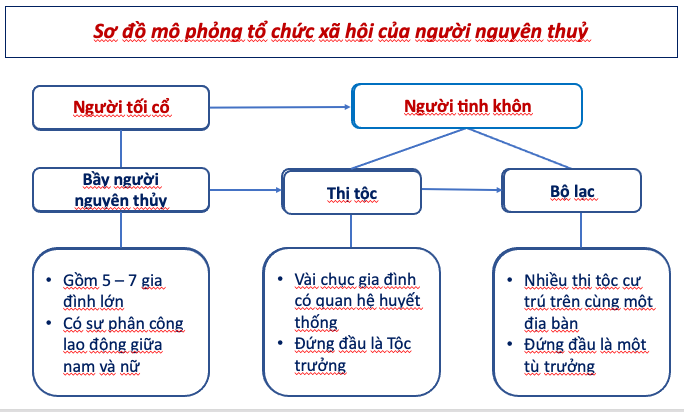 Sơ đồ mô phỏng tổ chức xã hội của người nguyên thuỷ
Người tối cổ
Người tinh khôn
Bầy người
nguyên thủy
Thị tộc
Bộ lạc
• Gồm 5 – 7 gia
đình lớn
• Có sự phân công
lao động giữa
nam và nữ
• Vài chục gia đình
có quan hệ huyết
thống
• Đứng đầu là Tộc
trưởng
• Nhiều thị tộc cư
trú trên cùng một
địa bàn
• Đứng đầu là một
tù trưởng